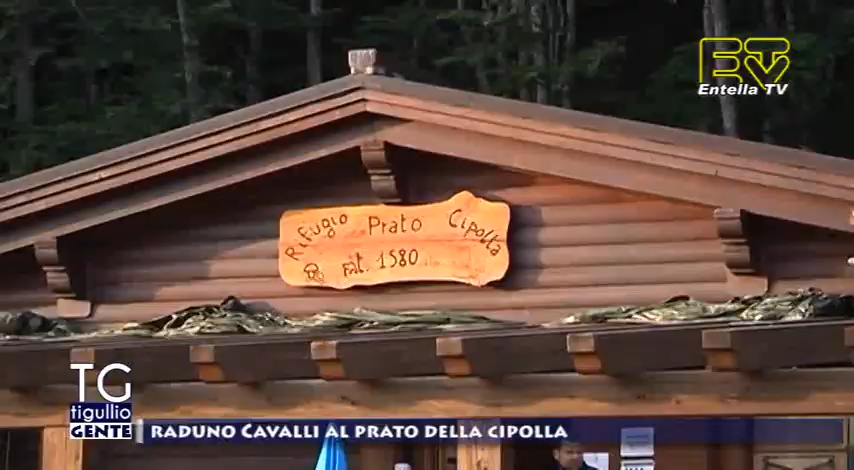 ET
Entella TV
Rifugio Prato Cipolla
alt. 1580
TG
tigullio
GENTE
RADUNO CAVALLI AL PRATO DELLA CIPOLLA